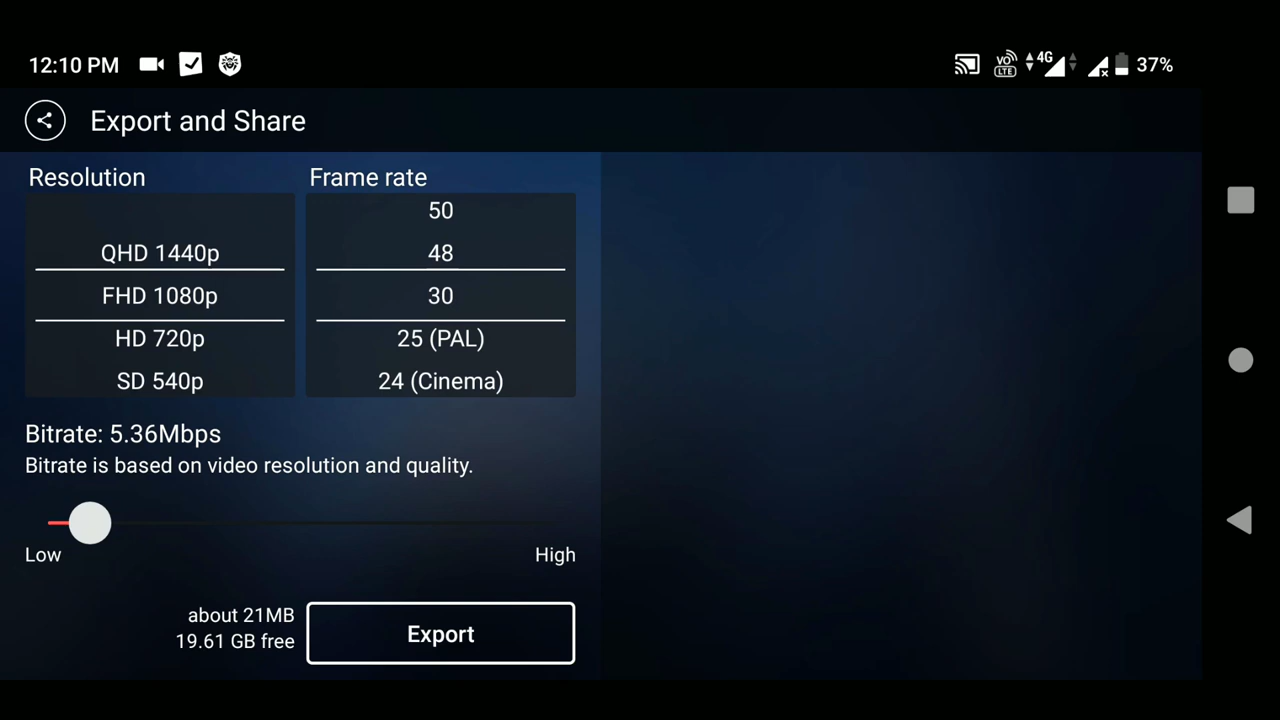 12:10 PM
VO LTE 4G 37%
Export and Share
Resolution
QHD 1440p
FHD 1080p
HD 720p
SD 540p
Frame rate
50
48
30
25 (PAL)
24 (Cinema)
Bitrate: 5.36Mbps
Bitrate is based on video resolution and quality.
Low
High
about 21MB
19.61 GB free
Export